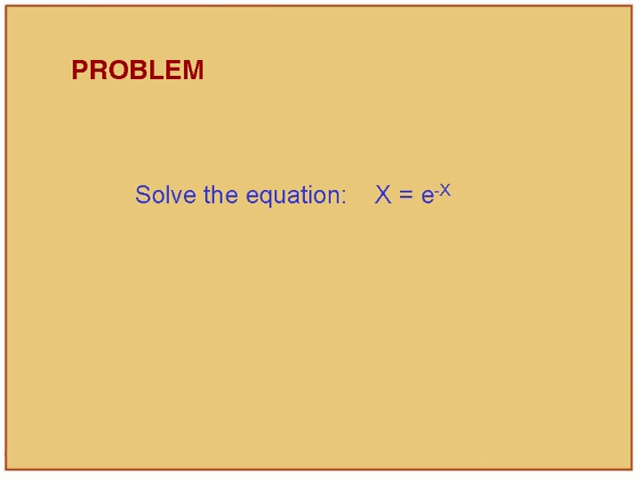 PROBLEM
Solve the equation: X = e-X